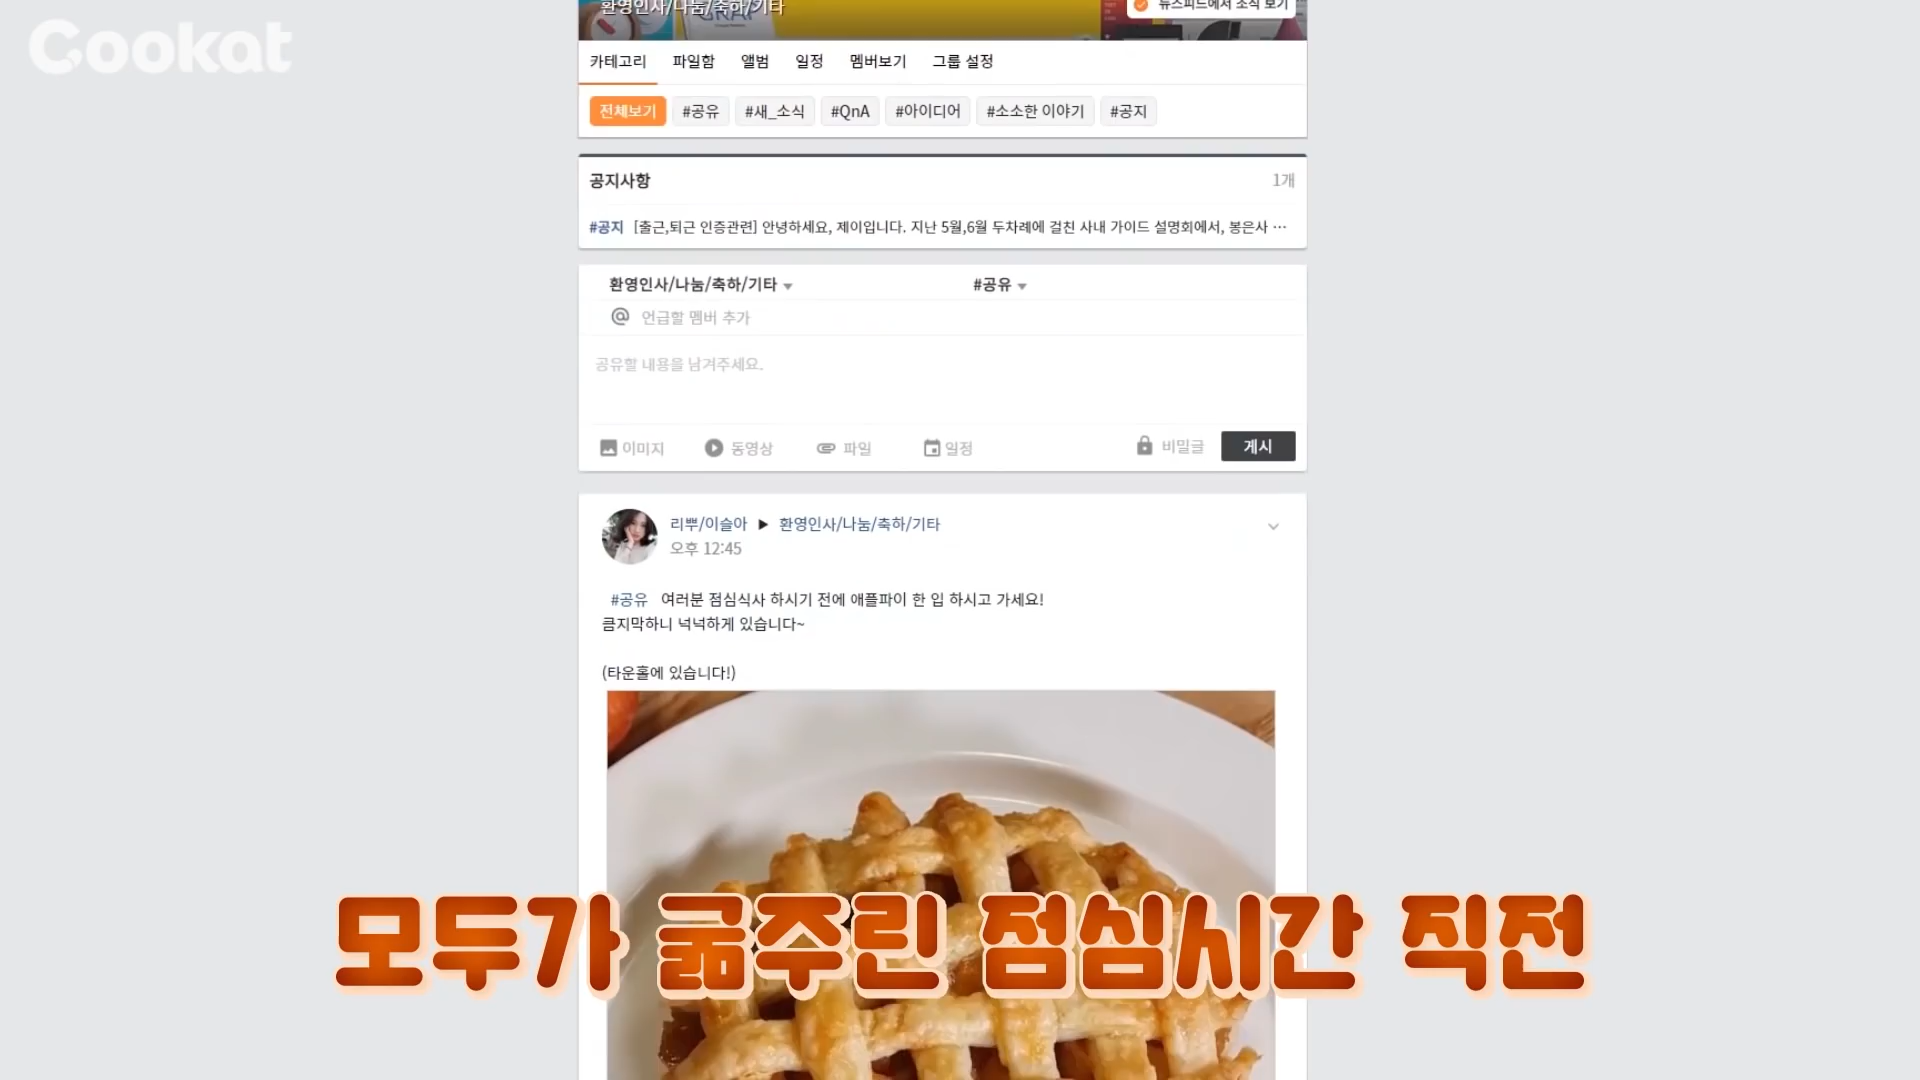 Cookat
환영인사/나눔/축하/기타
뉴스피드에서 소식 보기
카테고리 파일함 앨범 일정 멤버보기 그룹 설정
전체보기 #공유 #새_소식 #QnA #아이디어 #소소한 이야기 #공지
공지사항 1개
#공지 [출근,퇴근 인증관련] 안녕하세요, 제이입니다. 지난 5월,6월 두차례에 걸친 사내 가이드 설명회에서, 봉은사 ···
환영인사/나눔/축하/기타 #공유
@ 언급할 멤버 추가
공유할 내용을 남겨주세요.
이미지 동영상 파일 일정 비밀글 게시
리뿌/이슬아 ▶ 환영인사/나눔/축하/기타
오후 12:45
#공유 여러분 점심식사 하시기 전에 애플파이 한 입 하시고 가세요!
큼지막하니 넉넉하게 있습니다~
(타운홀에 있습니다!)
모두가 굶주린 점심시간 직전